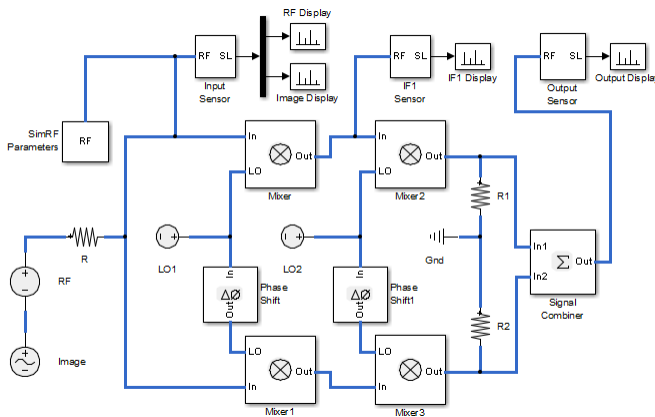 RF Display
RF SL
Input
Sensor
Image Display
RF SL
IF1
Sensor
IF1 Display
RF SL
Output
Sensor
Output Display
SimRF
Parameters
RF
In
LO
Out
Mixer
In
LO
Out
Mixer2
R
LO1
LO2
R1
Gnd
In1
In2
Out
Signal
Combiner
RF
In
ΔØ
Out
Phase
Shift
In
ΔØ
Out
Phase
Shift1
R2
Image
LO
In
Out
Mixer1
LO
In
Out
Mixer3
Σ